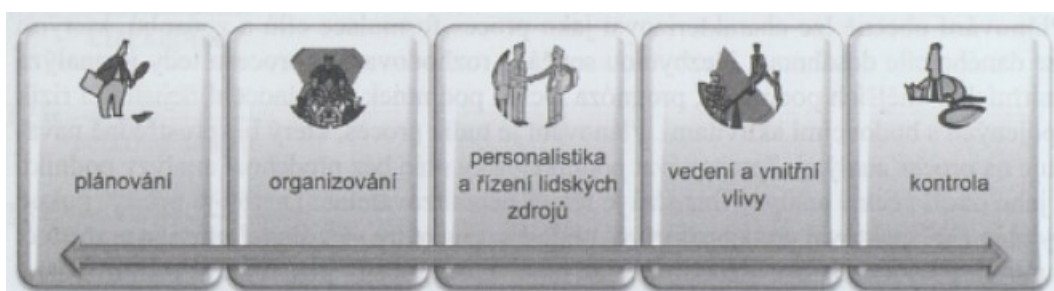 plánování
organizování
personalistika
a řízení lidských
zdrojů
vedení a vnitřní
vlivy
kontrola